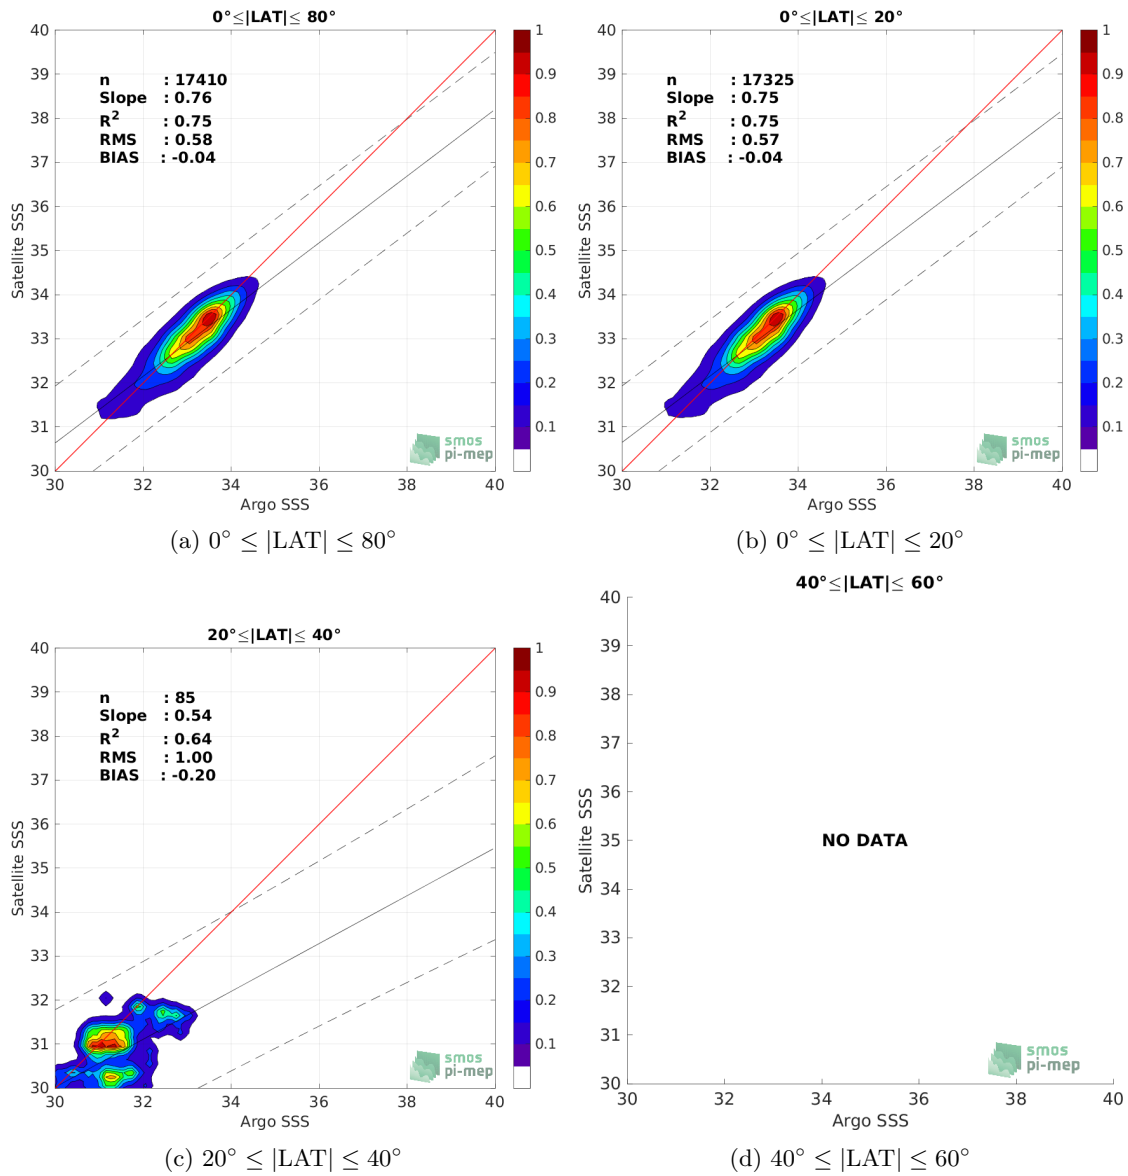 0°≤|LAT|≤ 80°
n : 17410
Slope : 0.76
R² : 0.75
RMS : 0.58
BIAS : -0.04
40
39
38
37
36
35
34
33
32
31
30
Satellite SSS
30 32 34 36 38 40
Argo SSS
1
0.9
0.8
0.7
0.6
0.5
0.4
0.3
0.2
0.1
smos
pi-mep
(a) 0° ≤ |LAT| ≤ 80°
0°≤|LAT|≤ 20°
n : 17325
Slope : 0.75
R² : 0.75
RMS : 0.57
BIAS : -0.04
40
39
38
37
36
35
34
33
32
31
30
Satellite SSS
30 32 34 36 38 40
Argo SSS
1
0.9
0.8
0.7
0.6
0.5
0.4
0.3
0.2
0.1
smos
pi-mep
(b) 0° ≤ |LAT| ≤ 20°
20°≤|LAT|≤ 40°
n : 85
Slope : 0.54
R² : 0.64
RMS : 1.00
BIAS : -0.20
40
39
38
37
36
35
34
33
32
31
30
Satellite SSS
30 32 34 36 38 40
Argo SSS
1
0.9
0.8
0.7
0.6
0.5
0.4
0.3
0.2
0.1
smos
pi-mep
(c) 20° ≤ |LAT| ≤ 40°
40°≤|LAT|≤ 60°
40
39
38
37
36
35
34
33
32
31
30
Satellite SSS
NO DATA
30 32 34 36 38 40
Argo SSS
smos
pi-mep
(d) 40° ≤ |LAT| ≤ 60°